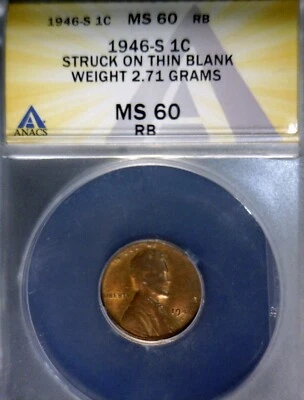 1946-S 1C MS 60 RB
1946-S 1C
STRUCK ON THIN BLANK
WEIGHT 2.71 GRAMS
ANACS
MS 60
RB